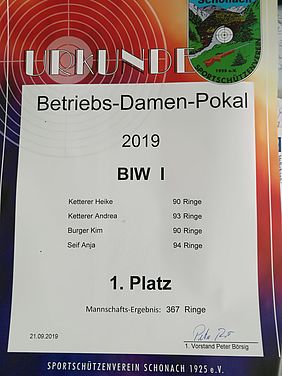 Schonach
URKUNDE
1925 e.V.
SPORTSCHÜTZENVEREIN
Betriebs-Damen-Pokal
2019
BIW I
Ketterer Heike 90 Ringe
Ketterer Andrea 93 Ringe
Burger Kim 90 Ringe
Seif Anja 94 Ringe
1. Platz
Mannschafts-Ergebnis: 367 Ringe
21.09.2019
1. Vorstand Peter Börsig
SPORTSCHÜTZENVEREIN SCHONACH 1925 e.V.